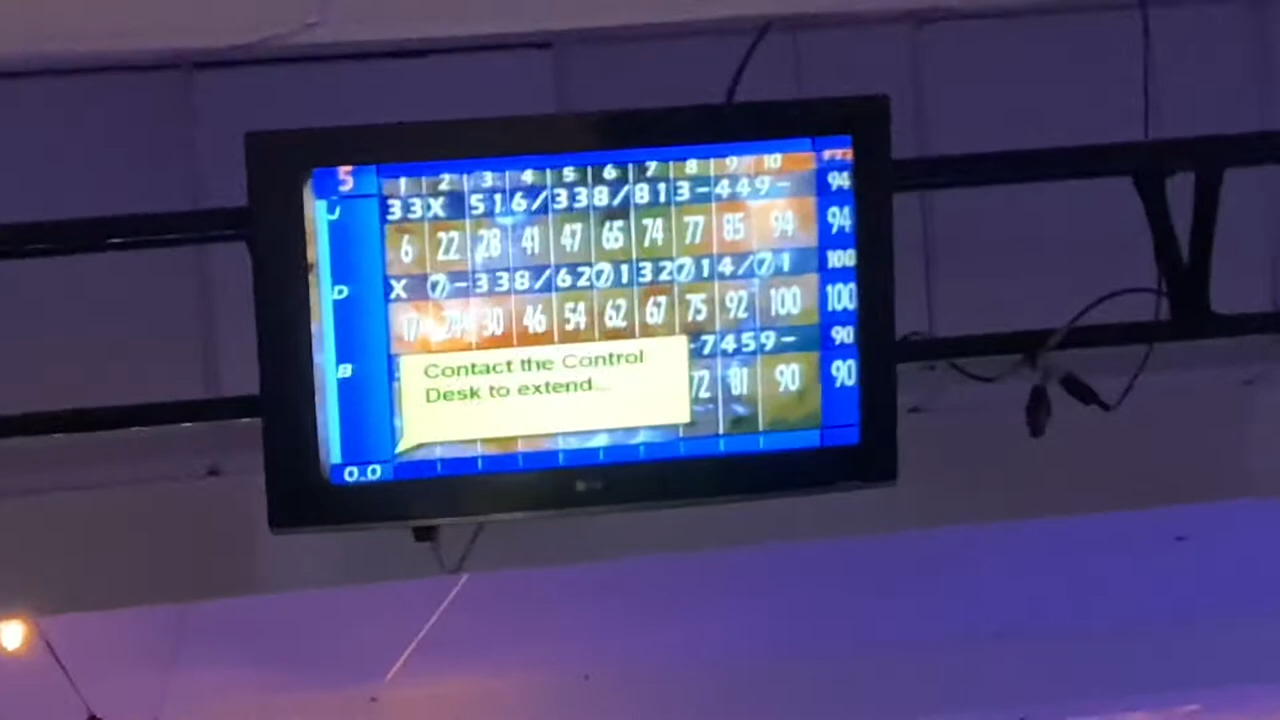 5 1 2 3 4 5 6 7 8 9 10
J 33X 516/338/813-449- 94
6 22 28 41 47 65 74 77 85 94 94
D X ⑦-338/62⑦132⑦14/⑦1 100
17 24 30 46 54 62 67 75 92 100 100
B -7459- 90
72 81 90 90
Contact the Control
Desk to extend...
0.0
LG